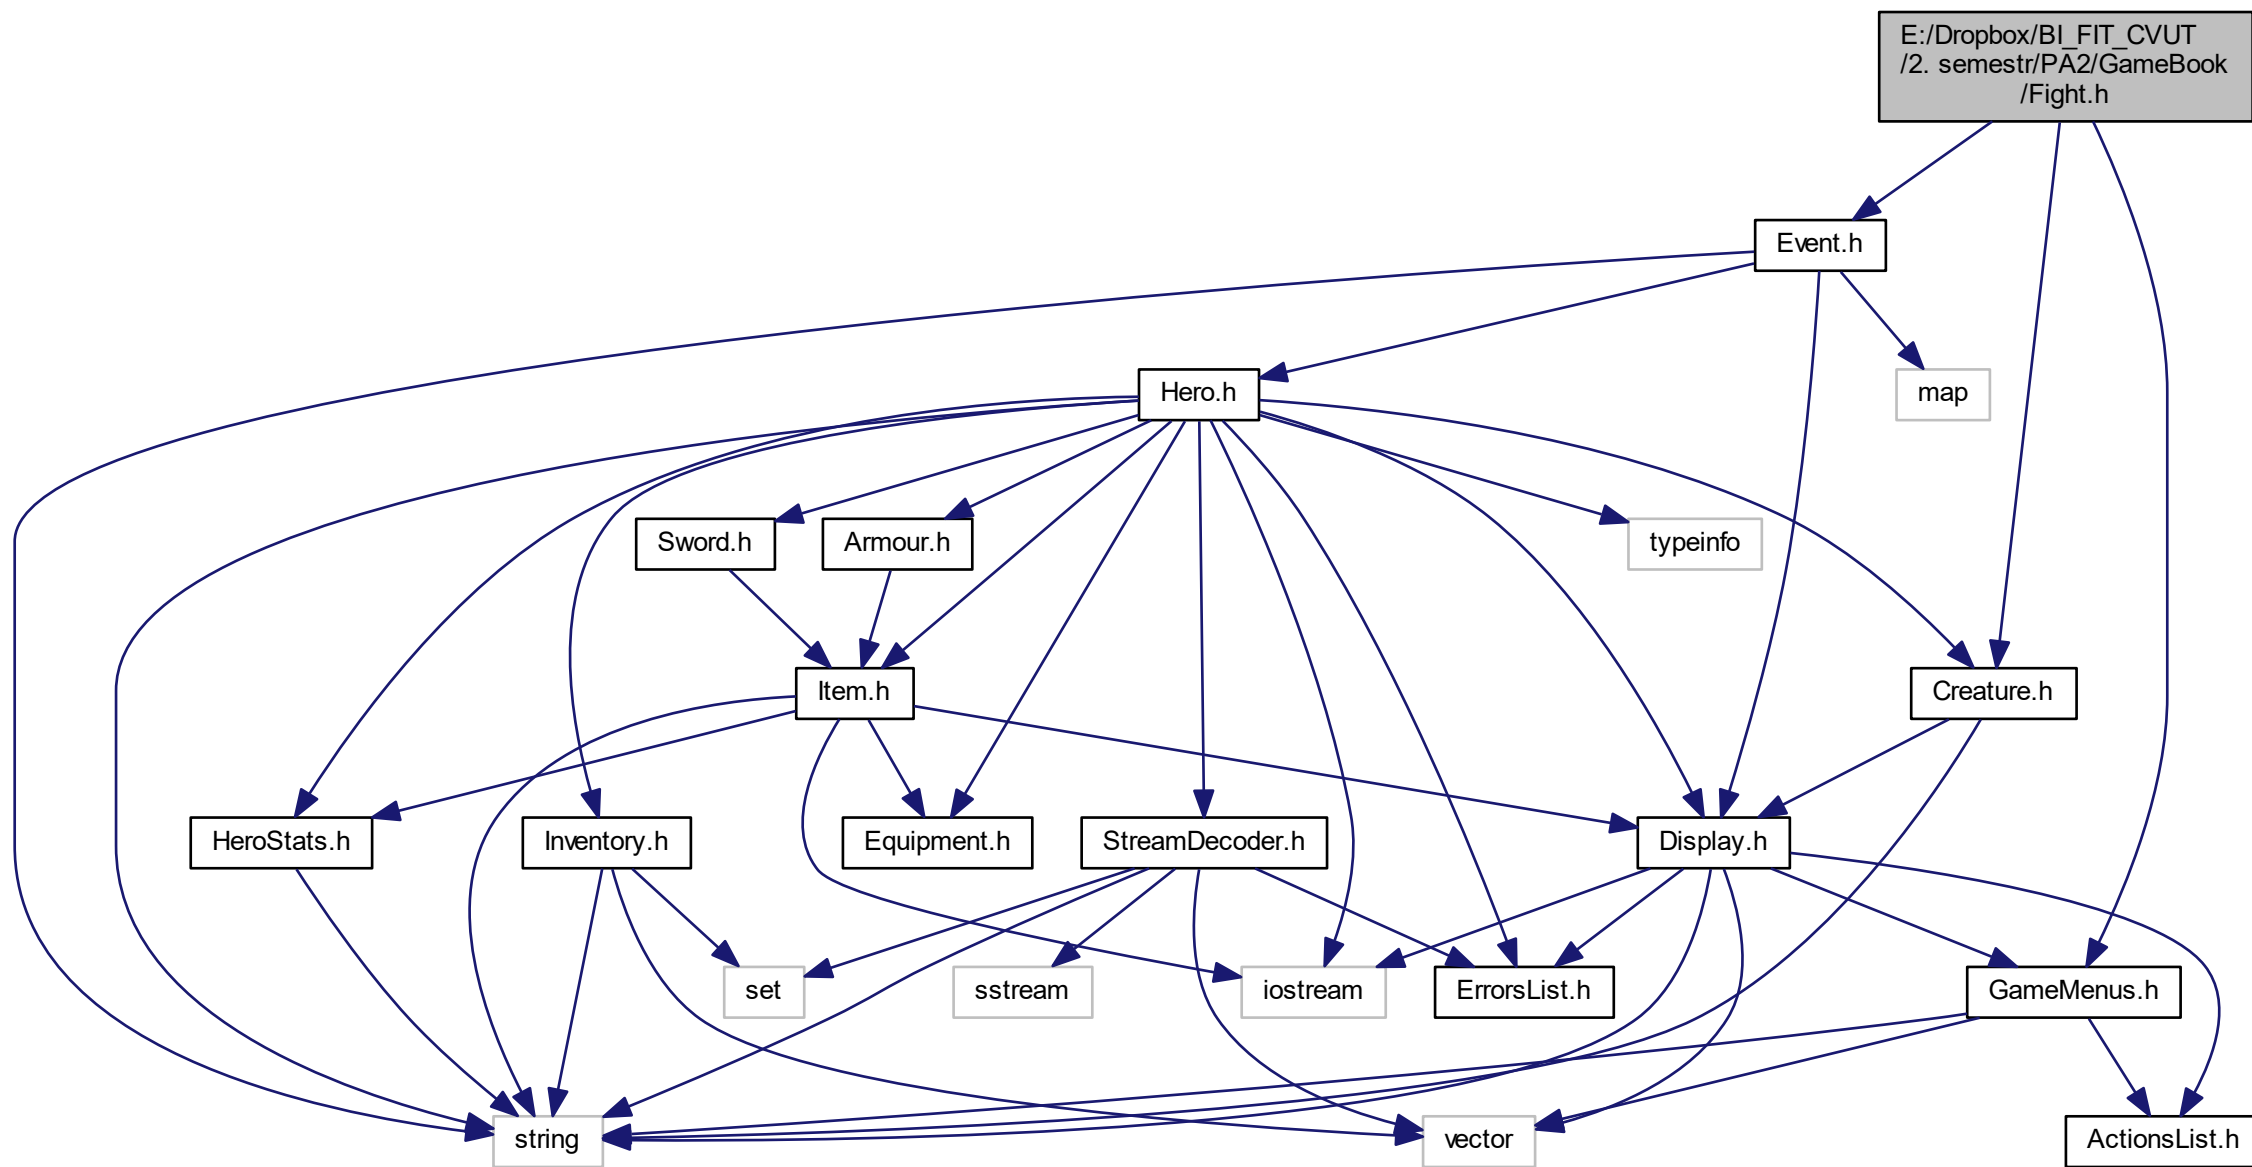 E:/Dropbox/BI_FIT_CVUT
/2. semestr/PA2/GameBook
/Fight.h
Event.h
Hero.h
map
Sword.h
Armour.h
typeinfo
Item.h
Creature.h
HeroStats.h
Inventory.h
Equipment.h
StreamDecoder.h
Display.h
set
sstream
iostream
ErrorsList.h
GameMenus.h
string
vector
ActionsList.h